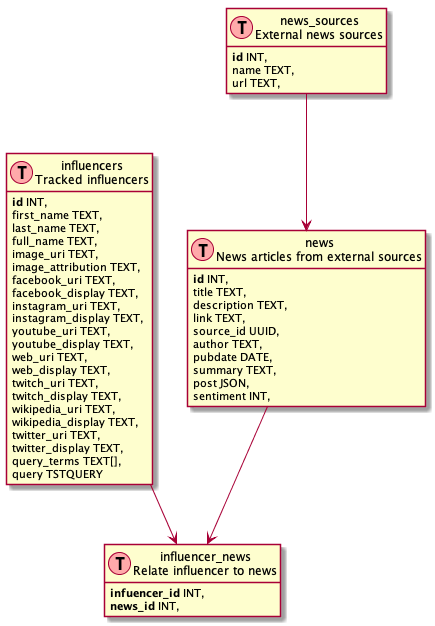 T
news_sources
External news sources
id INT,
name TEXT,
url TEXT,
T
influencers
Tracked influencers
id INT,
first_name TEXT,
last_name TEXT,
full_name TEXT,
image_uri TEXT,
image_attribution TEXT,
facebook_uri TEXT,
facebook_display TEXT,
instagram_uri TEXT,
instagram_display TEXT,
youtube_uri TEXT,
youtube_display TEXT,
web_uri TEXT,
web_display TEXT,
twitch_uri TEXT,
twitch_display TEXT,
wikipedia_uri TEXT,
wikipedia_display TEXT,
twitter_uri TEXT,
twitter_display TEXT,
query_terms TEXT[],
query TSTQUERY
T
news
News articles from external sources
id INT,
title TEXT,
description TEXT,
link TEXT,
source_id UUID,
author TEXT,
pubdate DATE,
summary TEXT,
post JSON,
sentiment INT,
T
influencer_news
Relate influencer to news
infuencer_id INT,
news_id INT,